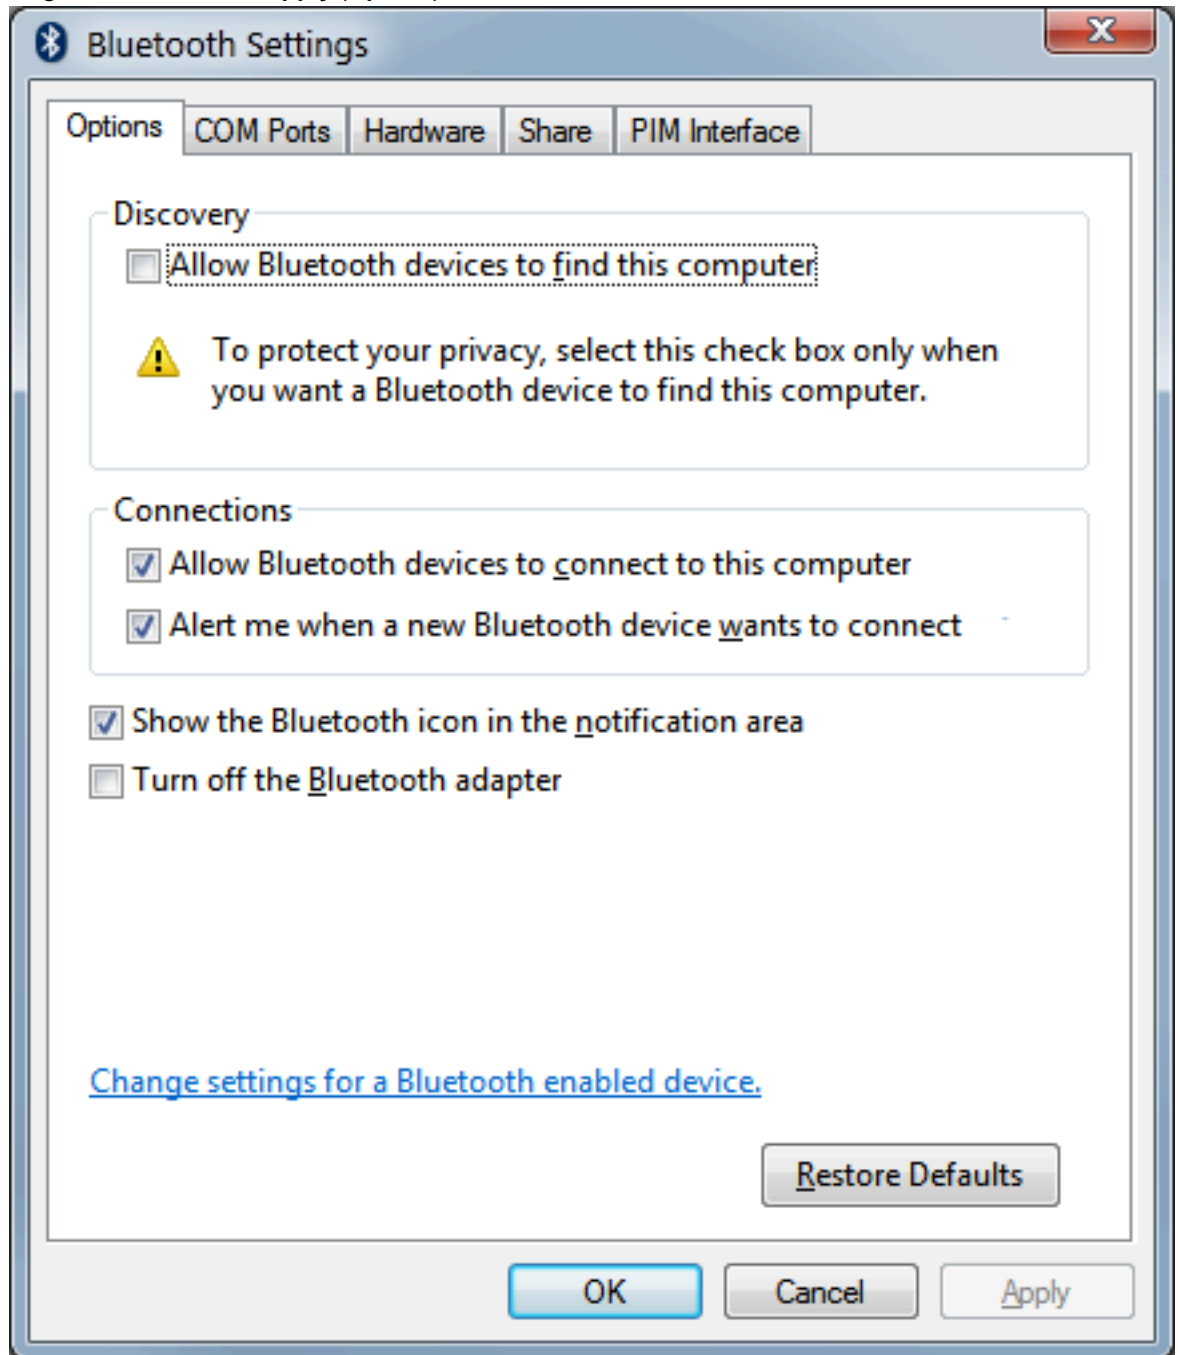 Bluetooth Settings
X
Options COM Ports Hardware Share PIM Interface
Discovery
Allow Bluetooth devices to find this computer
To protect your privacy, select this check box only when
you want a Bluetooth device to find this computer.
Connections
Allow Bluetooth devices to connect to this computer
Alert me when a new Bluetooth device wants to connect
Show the Bluetooth icon in the notification area
Turn off the Bluetooth adapter
Change settings for a Bluetooth enabled device.
Restore Defaults
OK Cancel Apply